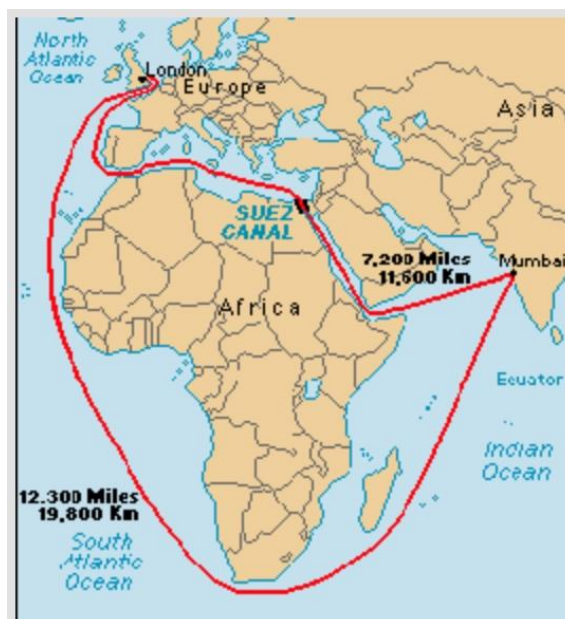 North
Atlantic
Ocean
London
Europe
Asia
SUEZ
CANAL
7,200 Miles
11,600 Km
Mumbai
Africa
Ecuator
Indian
Ocean
12.300 Miles
19,800 Km
South
Atlantic
Ocean